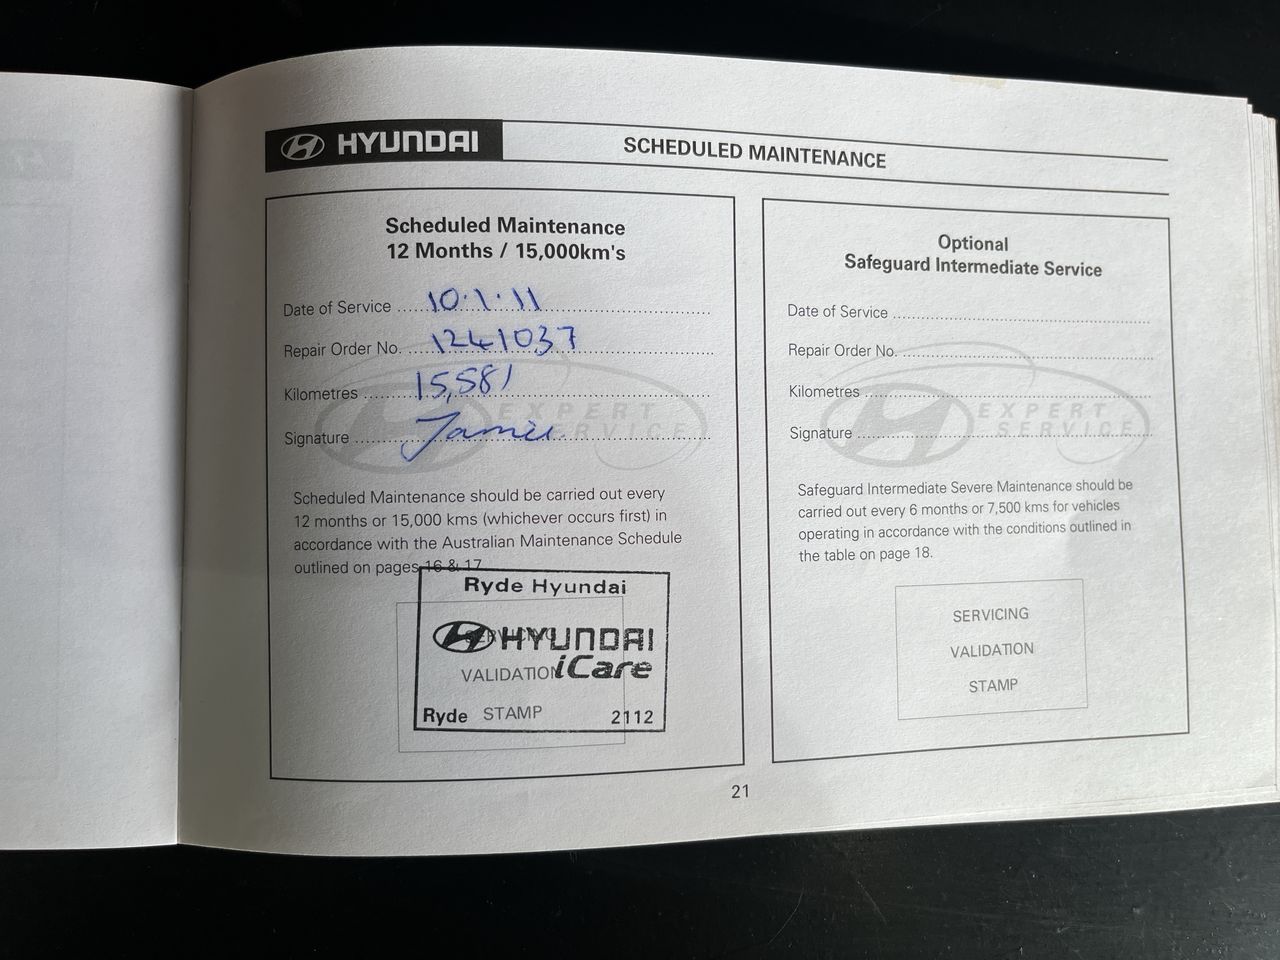 HYUNDAI
SCHEDULED MAINTENANCE
Scheduled Maintenance
12 Months / 15,000km's
Date of Service 10.1.11
Repair Order No. 1241037
Kilometres 15,581
Signature Jamie
EXPERT
SERVICE
Scheduled Maintenance should be carried out every
12 months or 15,000 kms (whichever occurs first) in
accordance with the Australian Maintenance Schedule
outlined on pages 16 & 17
Ryde Hyundai
SERVICING
HYUNDAI
VALIDATION
iCare
STAMP
Ryde 2112
Optional
Safeguard Intermediate Service
Date of Service
Repair Order No.
Kilometres
Signature
EXPERT
SERVICE
Safeguard Intermediate Severe Maintenance should be
carried out every 6 months or 7,500 kms for vehicles
operating in accordance with the conditions outlined in
the table on page 18.
SERVICING
VALIDATION
STAMP
21